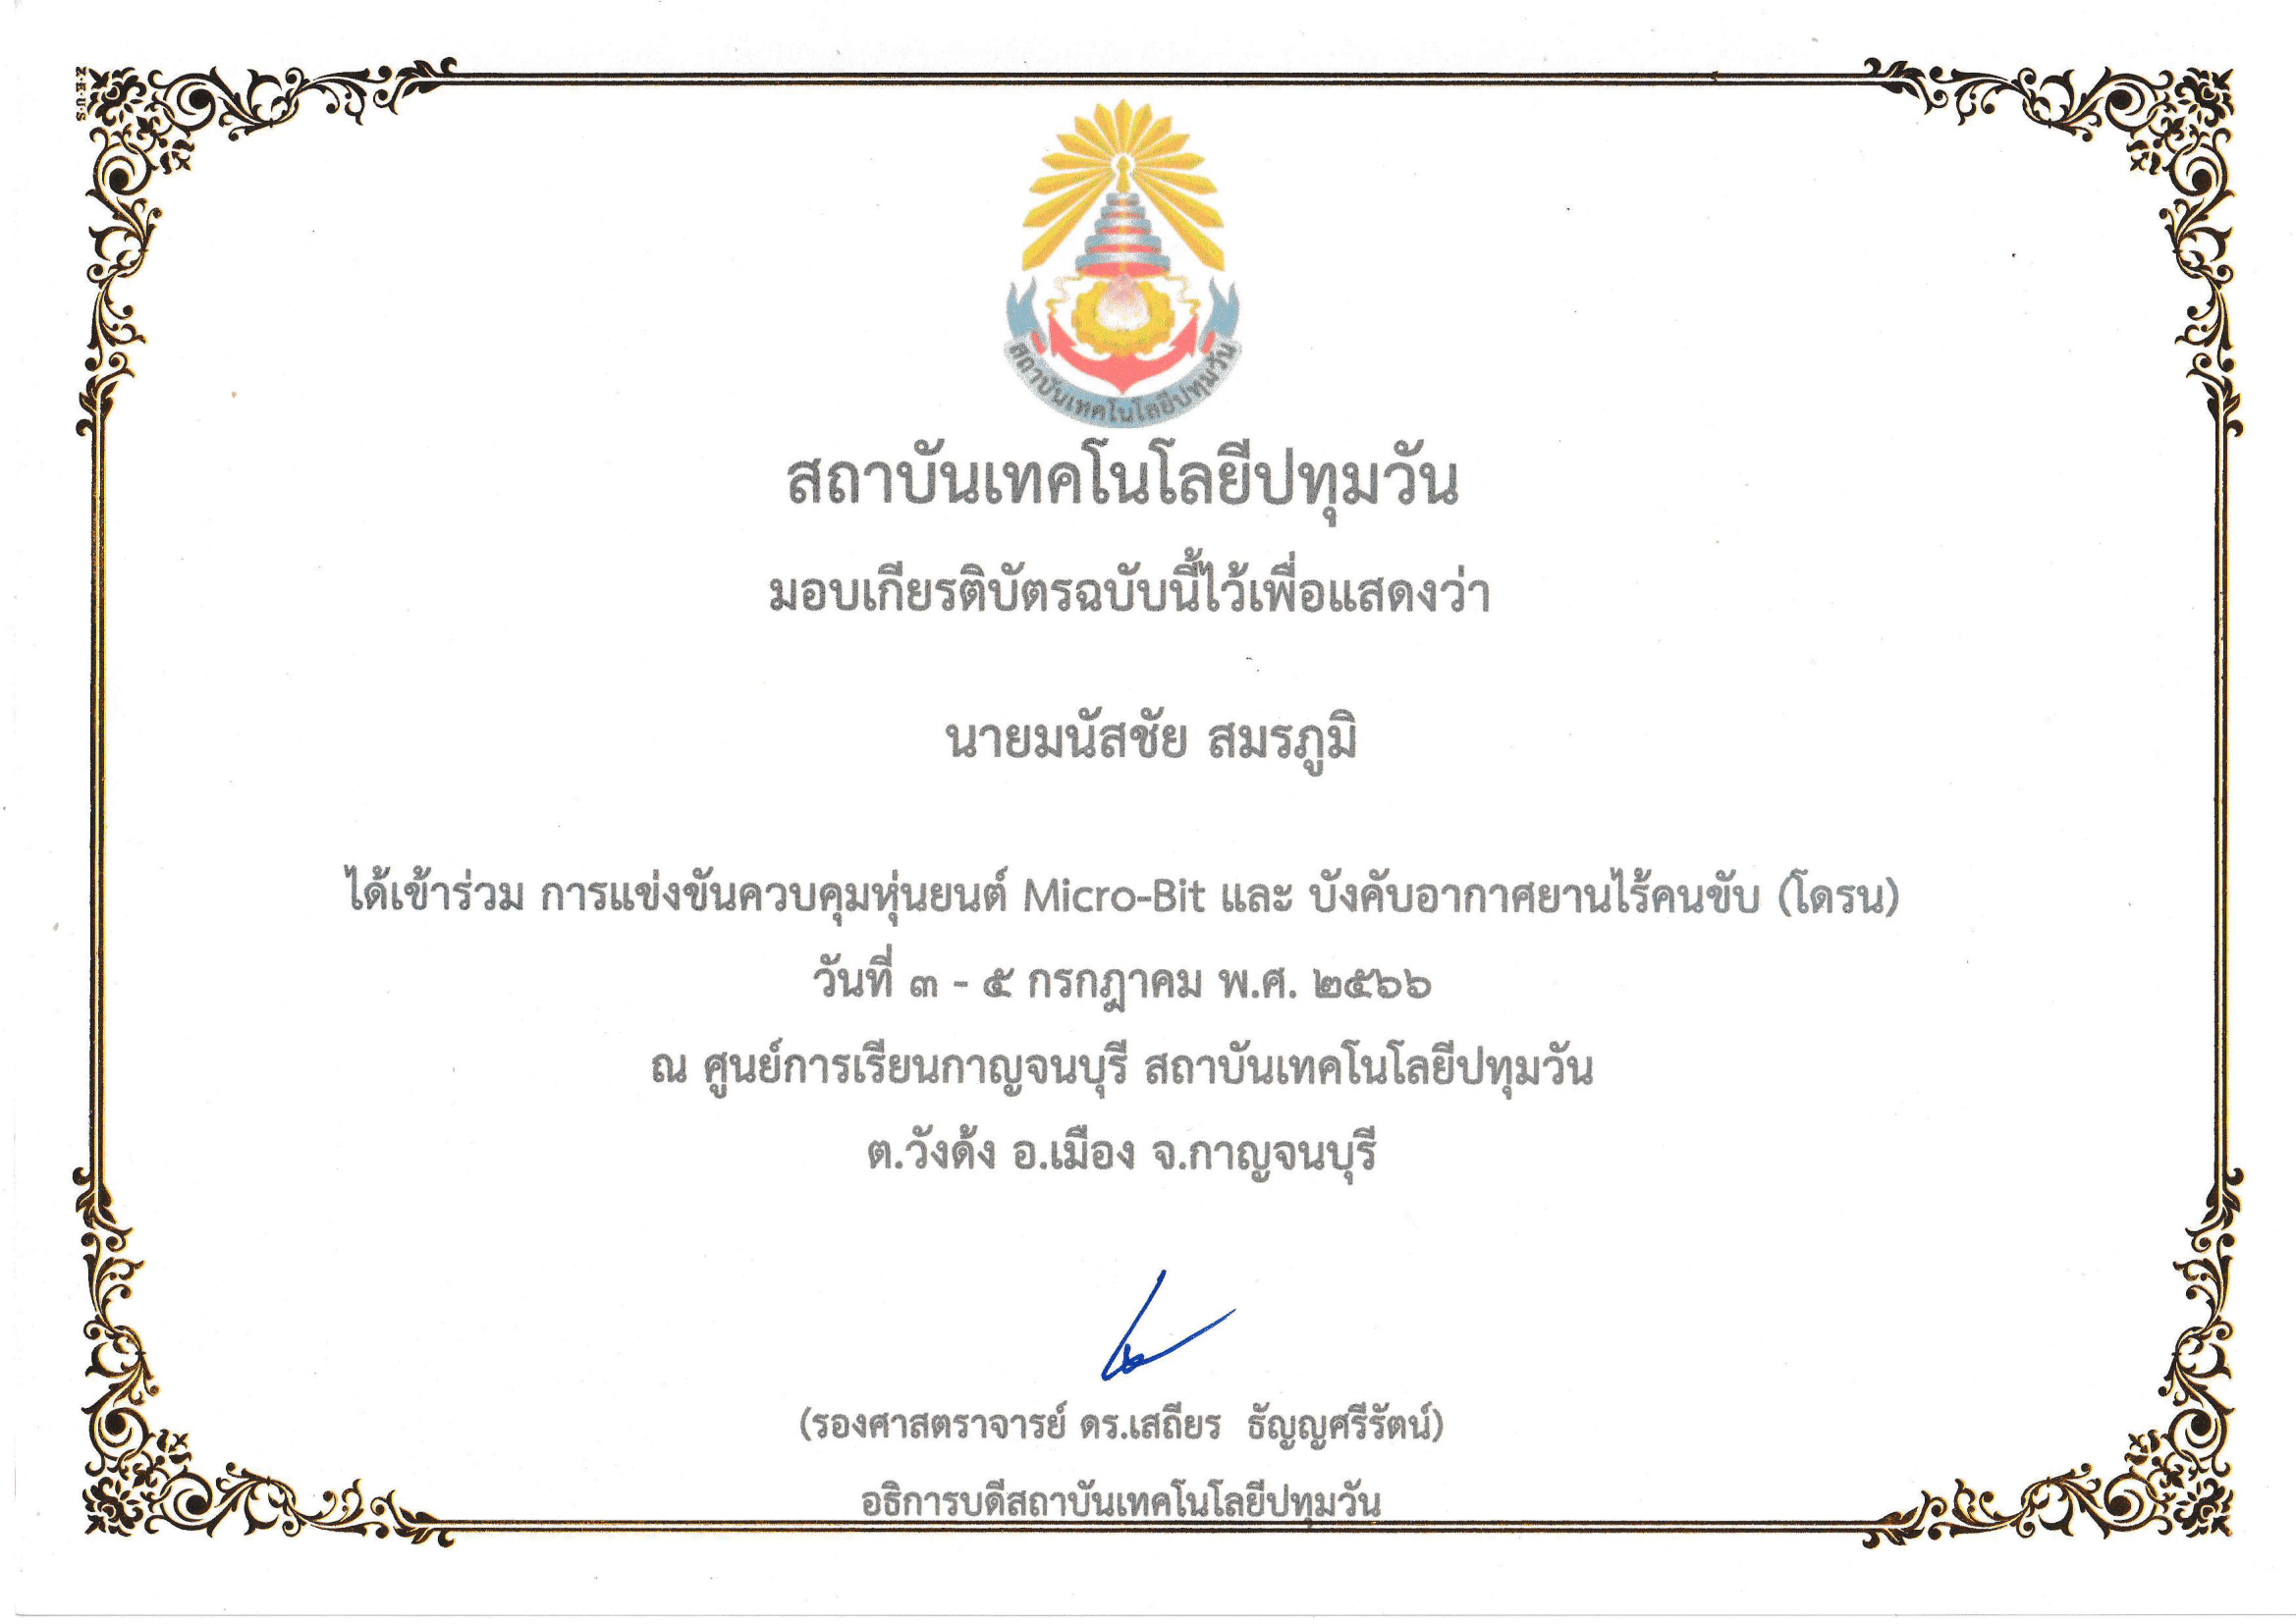 Z·E·U·S
สถาบันเทคโนโลยีปทุมวัน
สถาบันเทคโนโลยีปทุมวัน
มอบเกียรติบัตรฉบับนี้ไว้เพื่อแสดงว่า
นายมนัสชัย สมรภูมิ
ได้เข้าร่วม การแข่งขันควบคุมหุ่นยนต์ Micro-Bit และ บังคับอากาศยานไร้คนขับ (โดรน)
วันที่ ๓ - ๕ กรกฎาคม พ.ศ. ๒๕๖๖
ณ ศูนย์การเรียนกาญจนบุรี สถาบันเทคโนโลยีปทุมวัน
ต.วังด้ง อ.เมือง จ.กาญจนบุรี
(รองศาสตราจารย์ ดร.เสถียร ธัญญศรีรัตน์)
อธิการบดีสถาบันเทคโนโลยีปทุมวัน